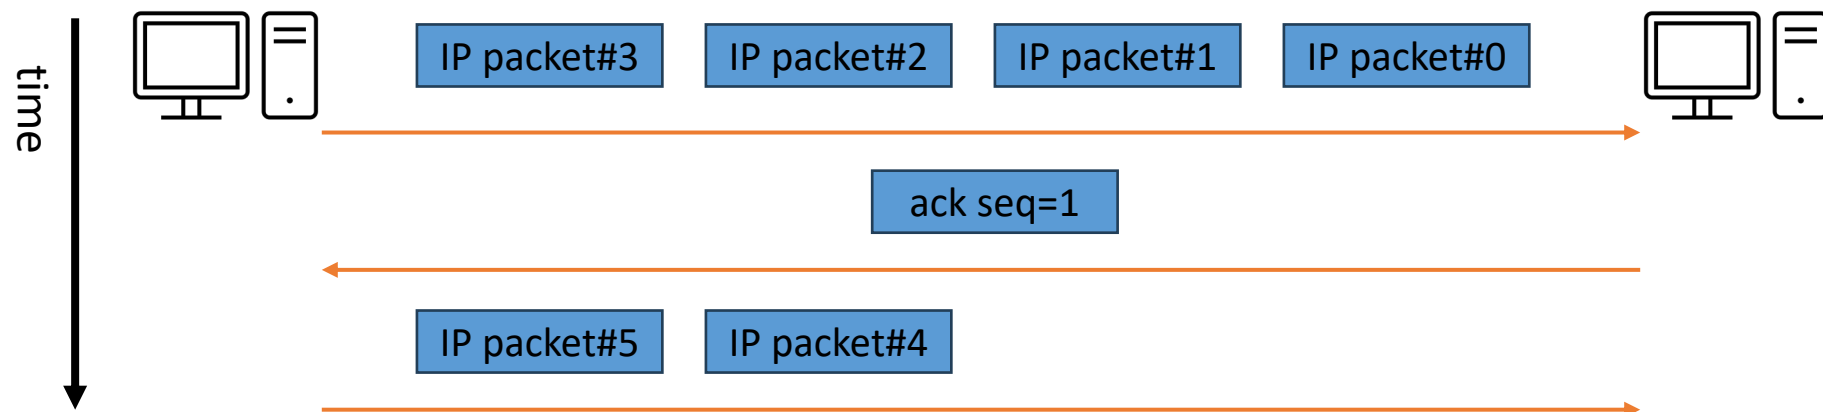 time
IP packet#3
IP packet#2
IP packet#1
IP packet#0
ack seq=1
IP packet#5
IP packet#4